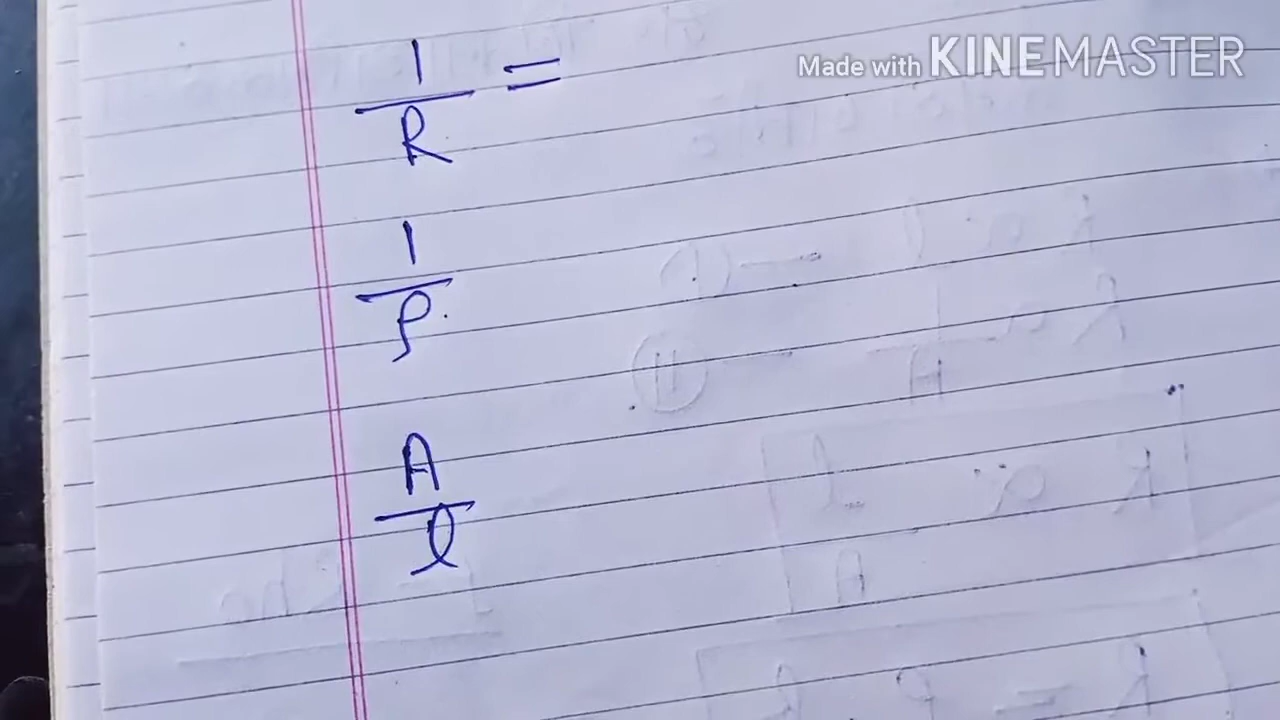 Made with KINEMASTER
1/R =
1/ρ
A/l